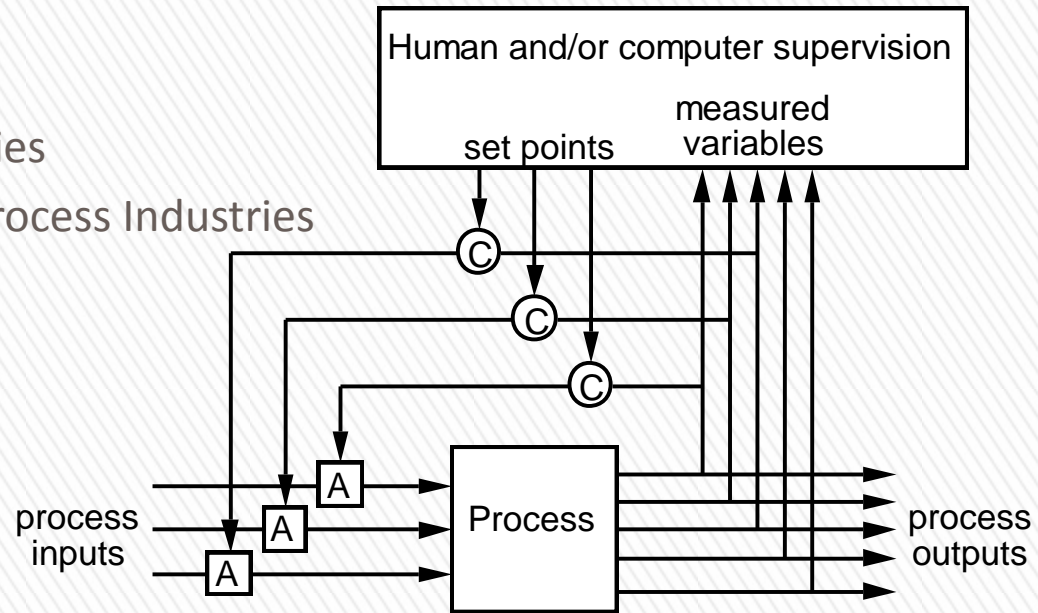 Human and/or computer supervision
measured
variables
set points
ies
rocess Industries
C
C
C
A
A
A
process
inputs
Process
process
outputs